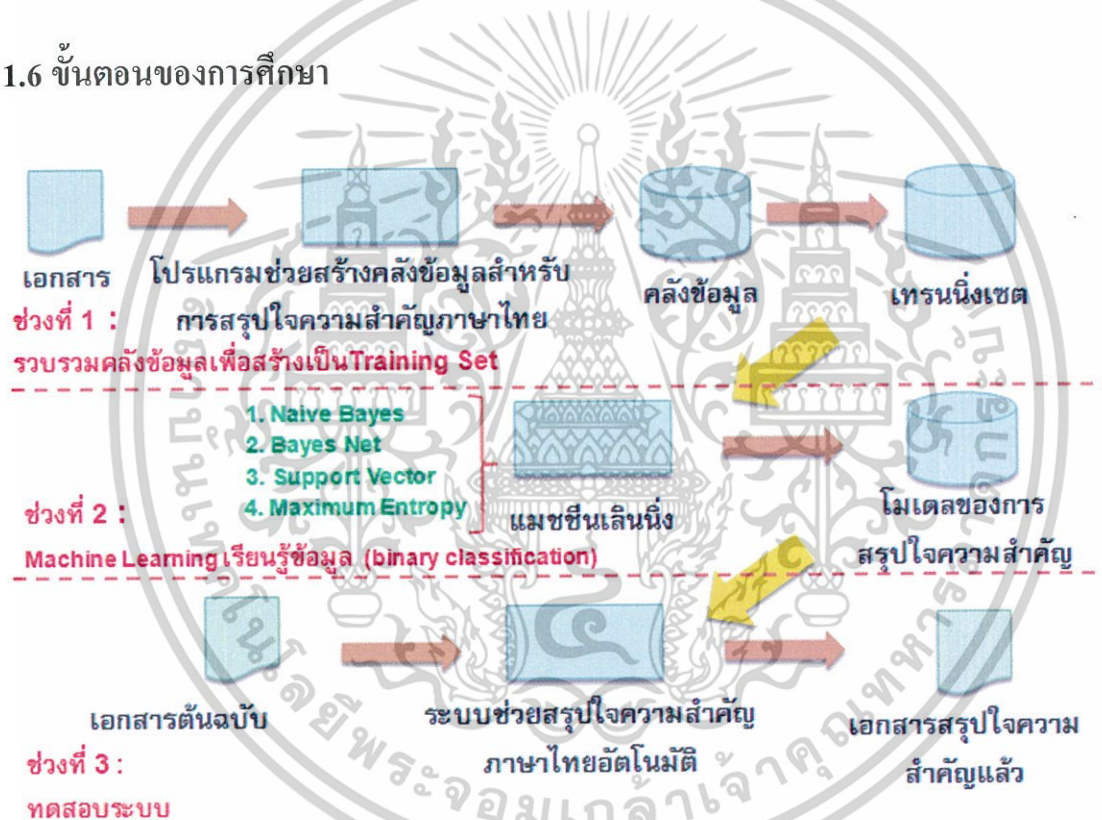 1.6 ขั้นตอนของการศึกษา
เอกสาร
โปรแกรมช่วยสร้างคลังข้อมูลสำหรับ
การสรุปใจความสำคัญภาษาไทย
คลังข้อมูล
เทรนนิ่งเซต
ช่วงที่ 1 :
รวบรวมคลังข้อมูลเพื่อสร้างเป็นTraining Set
1. Naive Bayes
2. Bayes Net
3. Support Vector
4. Maximum Entropy
แมชชีนเลินนิ่ง
โมเดลของการ
สรุปใจความสำคัญ
ช่วงที่ 2 :
Machine Learning เรียนรู้ข้อมูล (binary classification)
เอกสารต้นฉบับ
ระบบช่วยสรุปใจความสำคัญ
ภาษาไทยอัตโนมัติ
เอกสารสรุปใจความ
สำคัญแล้ว
ช่วงที่ 3 :
ทดสอบระบบ